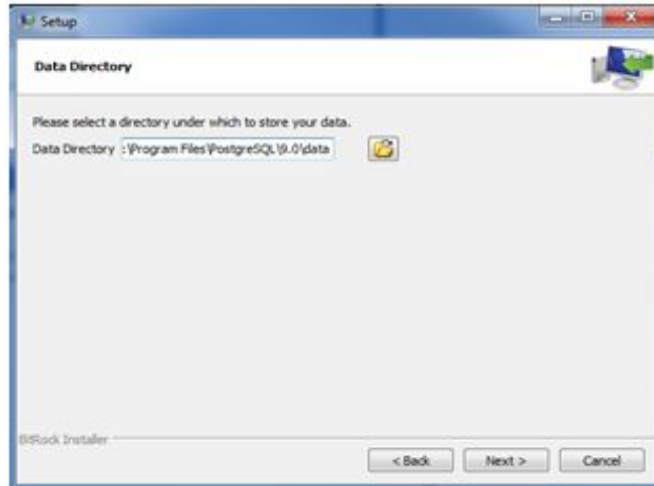 Setup
Data Directory
Please select a directory under which to store your data.
Data Directory :\Program Files\PostgreSQL\9.0\data
BitRock Installer
< Back Next > Cancel